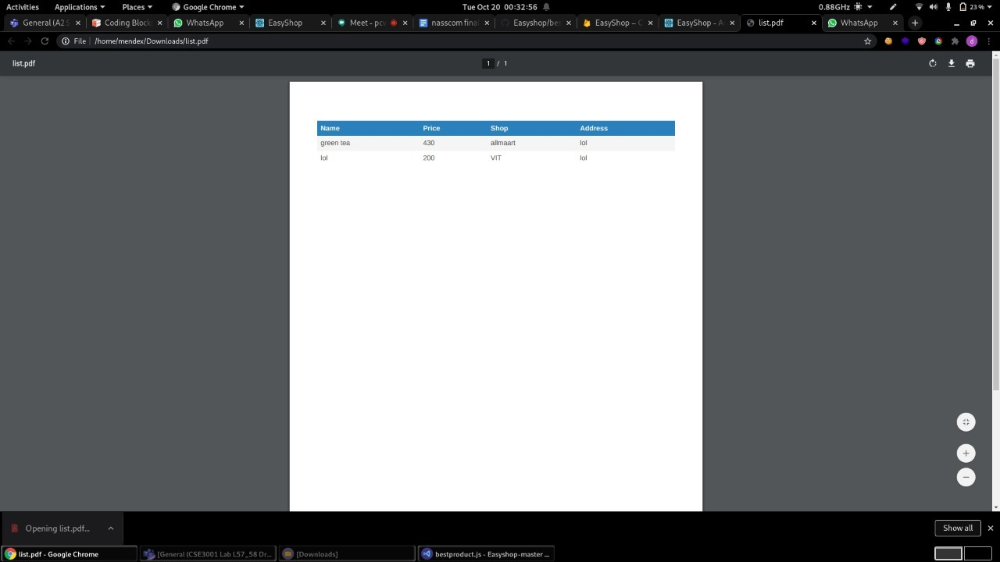 Activities Applications Places Google Chrome Tue Oct 20 00:32:56 0.88GHz 23 %
General (A2 S Coding Block WhatsApp EasyShop Meet - pc nasscom final Easyshop/be EasyShop – C EasyShop - A list.pdf WhatsApp
File /home/mendex/Downloads/list.pdf d
list.pdf 1 / 1
Name Price Shop Address
green tea 430 allmaart lol
lol 200 VIT lol
Opening list.pdf... Show all
list.pdf - Google Chrome [General (CSE3001 Lab L57_58 Dr... [Downloads] bestproduct.js - Easyshop-master ...